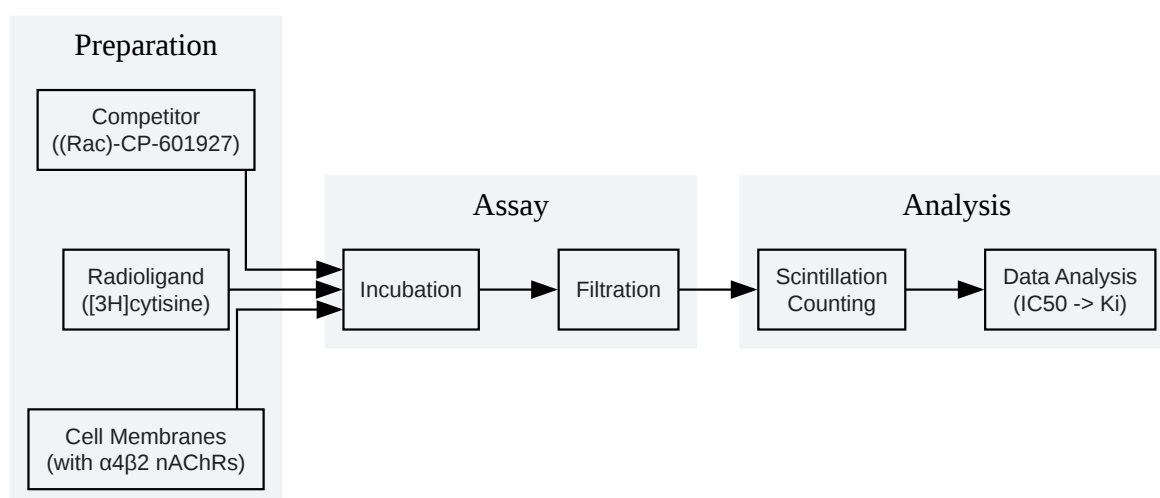 Preparation
Competitor
((Rac)-CP-601927)
Radioligand
([3H]cytisine)
Cell Membranes
(with α4β2 nAChRs)
Assay
Incubation
Filtration
Analysis
Scintillation
Counting
Data Analysis
(IC50 -> Ki)